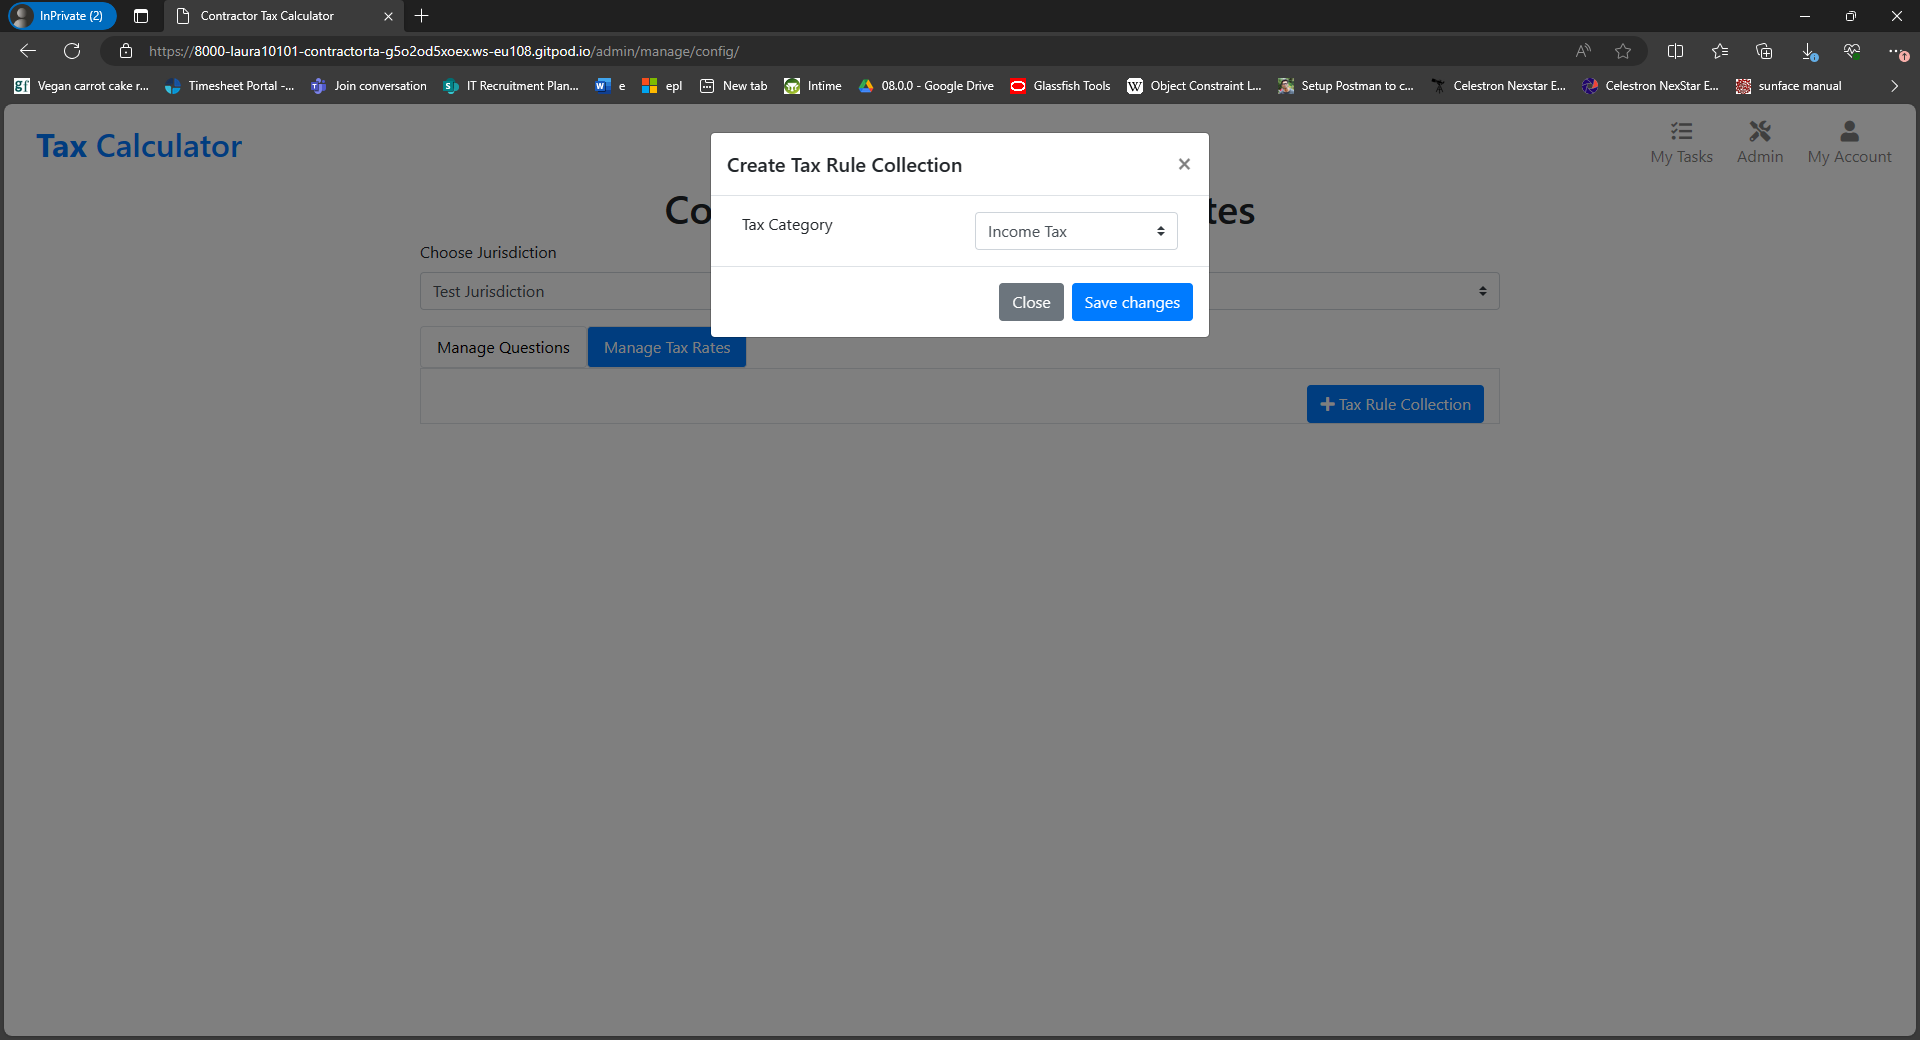 InPrivate (2)
Contractor Tax Calculator
https://8000-laura10101-contractorta-g5o2od5xoex.ws-eu108.gitpod.io/admin/manage/config/
gf Vegan carrot cake r... Timesheet Portal -... Join conversation IT Recruitment Plan... e epl New tab Intime 08.0.0 - Google Drive Glassfish Tools W Object Constraint L... Setup Postman to c... Celestron Nexstar E... Celestron NexStar E... sunface manual
Tax Calculator
My Tasks Admin My Account
Create Tax Rule Collection
Co tes
Tax Category
Income Tax
Choose Jurisdiction
Test Jurisdiction
Close Save changes
Manage Questions Manage Tax Rates
Tax Rule Collection